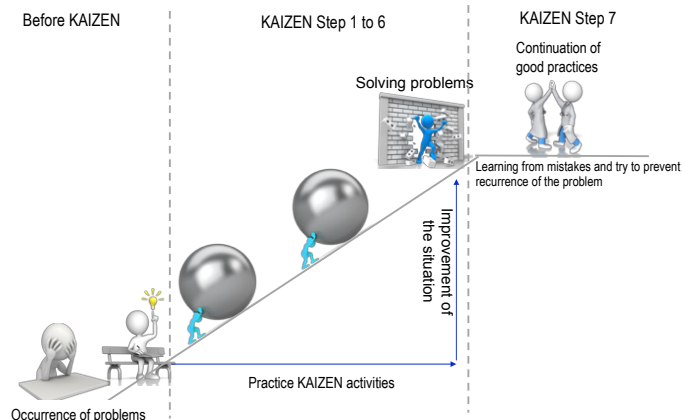 Before KAIZEN
KAIZEN Step 1 to 6
KAIZEN Step 7
Continuation of
good practices
Solving problems
Learning from mistakes and try to prevent
recurrence of the problem
Improvement of
the situation
Practice KAIZEN activities
Occurrence of problems